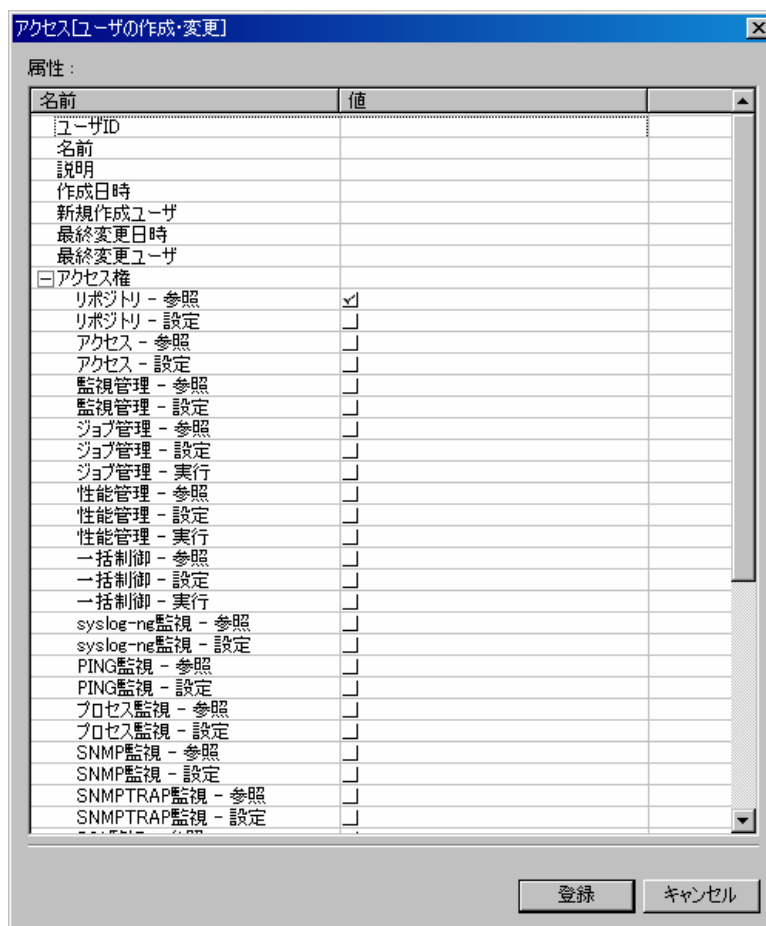 アクセス[ユーザの作成・変更]
属性：
名前 値
ユーザID
名前
説明
作成日時
新規作成ユーザ
最終変更日時
最終変更ユーザ
アクセス権
リポジトリ - 参照
リポジトリ - 設定
アクセス - 参照
アクセス - 設定
監視管理 - 参照
監視管理 - 設定
ジョブ管理 - 参照
ジョブ管理 - 設定
ジョブ管理 - 実行
性能管理 - 参照
性能管理 - 設定
性能管理 - 実行
一括制御 - 参照
一括制御 - 設定
一括制御 - 実行
syslog-ng監視 - 参照
syslog-ng監視 - 設定
PING監視 - 参照
PING監視 - 設定
プロセス監視 - 参照
プロセス監視 - 設定
SNMP監視 - 参照
SNMP監視 - 設定
SNMPTRAP監視 - 参照
SNMPTRAP監視 - 設定
登録 キャンセル